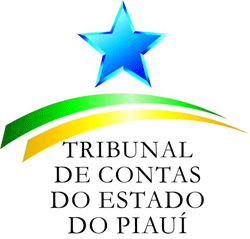 TRIBUNAL
DE CONTAS
DO ESTADO
DO PIAUÍ